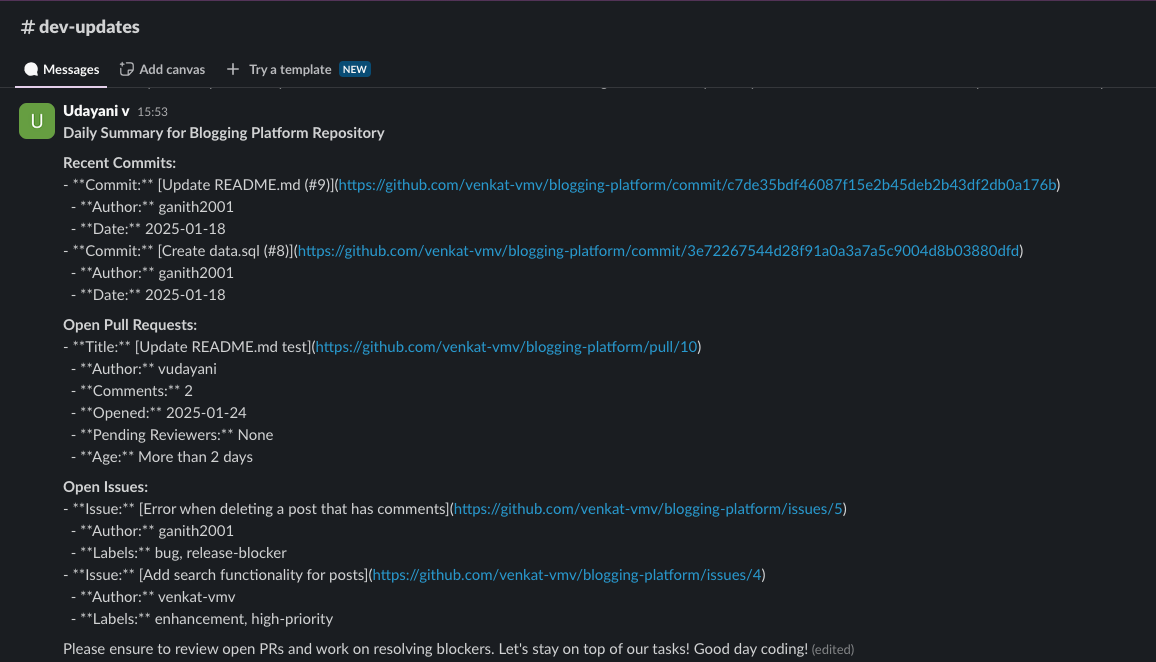 # dev-updates
Messages Add canvas + Try a template NEW
U
Udayani v 15:53
Daily Summary for Blogging Platform Repository
Recent Commits:
- **Commit:** [Update README.md (#9)](https://github.com/venkat-vmv/blogging-platform/commit/c7de35bdf46087f15e2b45deb2b43df2db0a176b)
- **Author:** ganith2001
- **Date:** 2025-01-18
- **Commit:** [Create data.sql (#8)](https://github.com/venkat-vmv/blogging-platform/commit/3e72267544d28f91a0a3a7a5c9004d8b03880dfd)
- **Author:** ganith2001
- **Date:** 2025-01-18
Open Pull Requests:
- **Title:** [Update README.md test](https://github.com/venkat-vmv/blogging-platform/pull/10)
- **Author:** vudayani
- **Comments:** 2
- **Opened:** 2025-01-24
- **Pending Reviewers:** None
- **Age:** More than 2 days
Open Issues:
- **Issue:** [Error when deleting a post that has comments](https://github.com/venkat-vmv/blogging-platform/issues/5)
- **Author:** ganith2001
- **Labels:** bug, release-blocker
- **Issue:** [Add search functionality for posts](https://github.com/venkat-vmv/blogging-platform/issues/4)
- **Author:** venkat-vmv
- **Labels:** enhancement, high-priority
Please ensure to review open PRs and work on resolving blockers. Let's stay on top of our tasks! Good day coding! (edited)